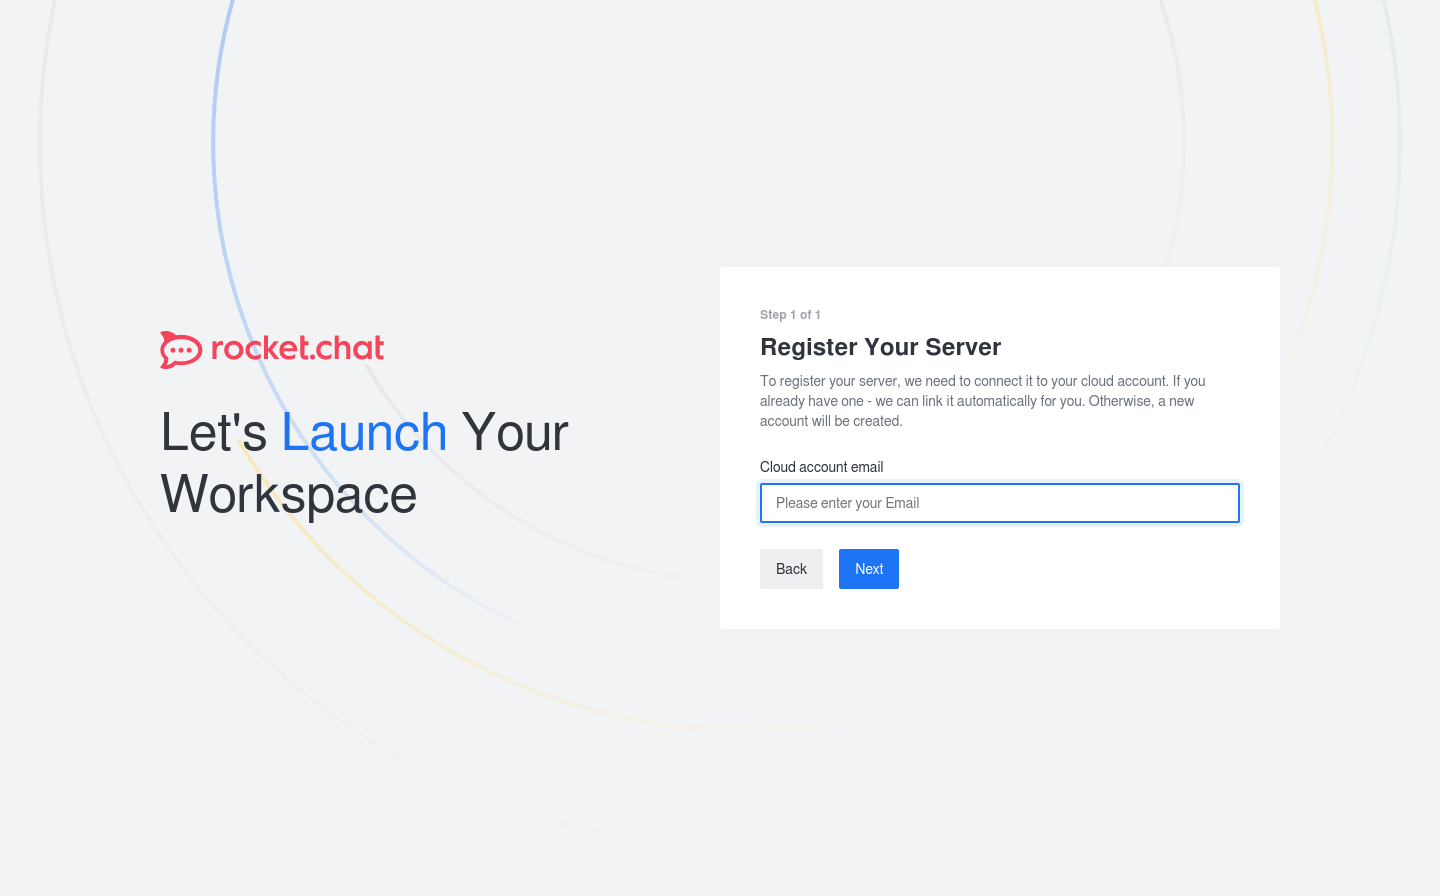 rocket.chat
Let's Launch Your
Workspace
Step 1 of 1
Register Your Server
To register your server, we need to connect it to your cloud account. If you
already have one - we can link it automatically for you. Otherwise, a new
account will be created.
Cloud account email
Please enter your Email
Back Next